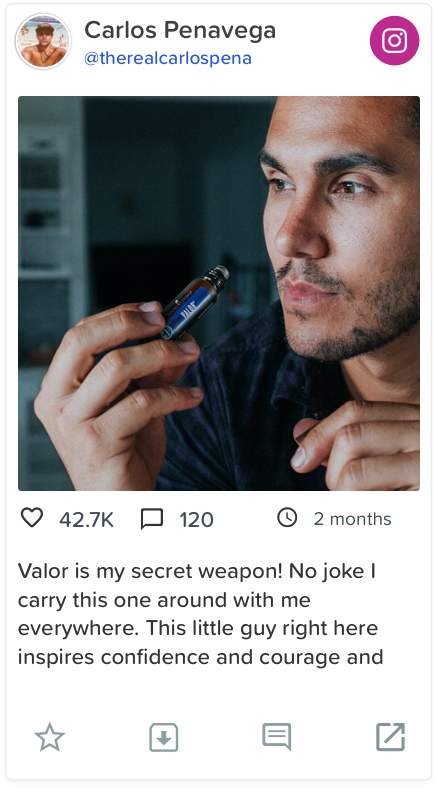 Carlos Penavega
@therealcarlospena
VALOR
42.7K
120
2 months
Valor is my secret weapon! No joke I
carry this one around with me
everywhere. This little guy right here
inspires confidence and courage and